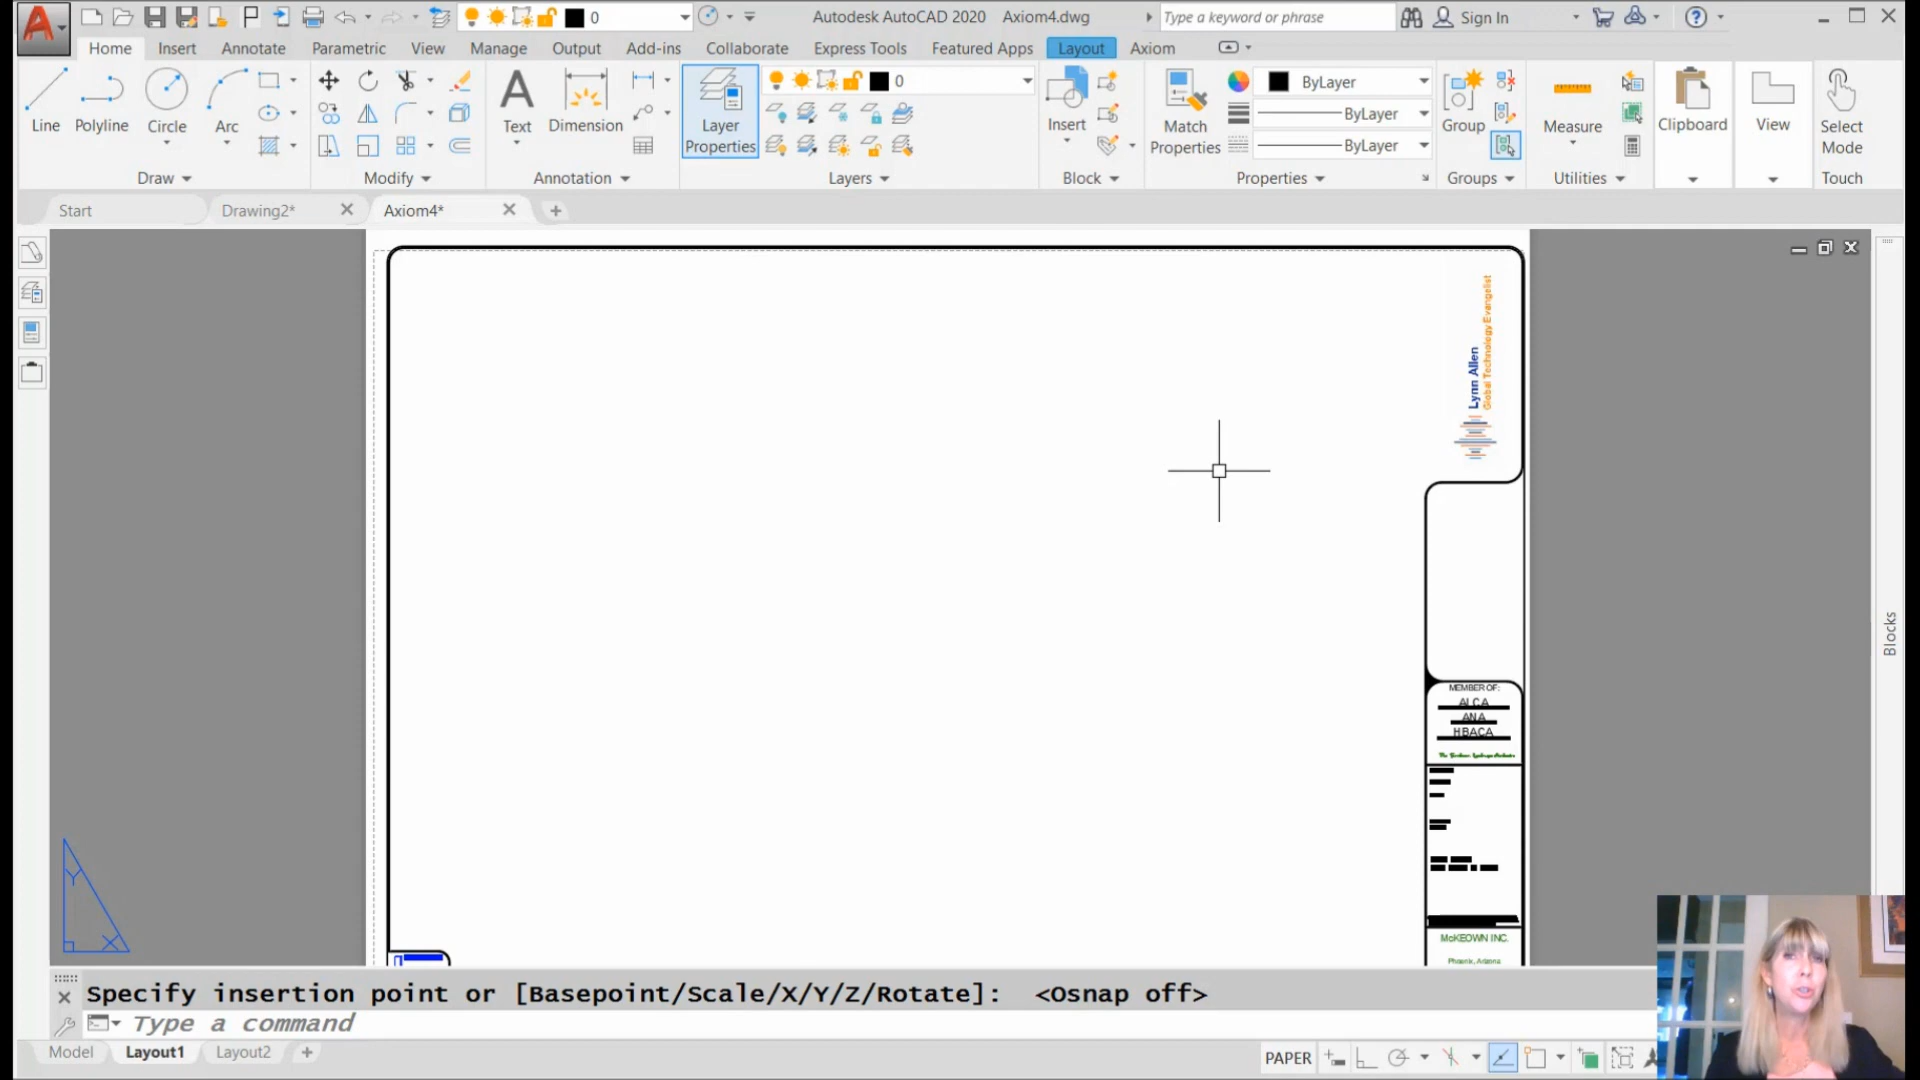 0
Autodesk AutoCAD 2020 Axiom4.dwg
Type a keyword or phrase
Sign In
Home Insert Annotate Parametric View Manage Output Add-ins Collaborate Express Tools Featured Apps Layout Axiom
Line Polyline Circle Arc
Text Dimension
Layer Properties
0
Insert
Match Properties
ByLayer
ByLayer
ByLayer
Group
Measure
Clipboard
View
Select Mode
Draw Modify Annotation Layers Block Properties Groups Utilities Touch
Start Drawing2* Axiom4*
Lynn Allen
Global Technology Evangelist
Blocks
MEMBER OF:
ALCA
ANA
HBACA
McKEOWN INC.
Phoenix, Arizona
Y
X
Specify insertion point or [Basepoint/Scale/X/Y/Z/Rotate]: <Osnap off>
Type a command
Model Layout1 Layout2
PAPER